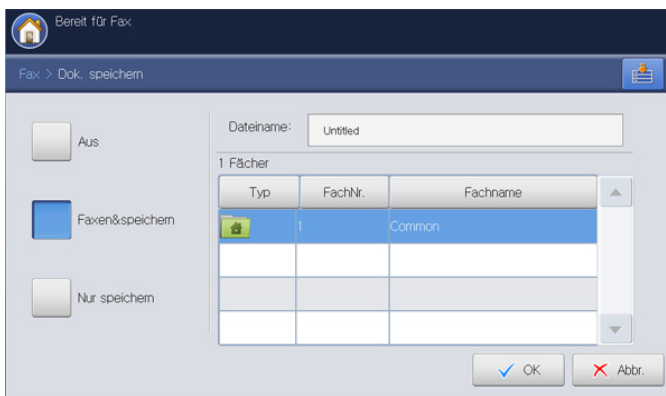 Bereit für Fax
Fax > Dok. speichern
Aus
Faxen&speichern
Nur speichern
Dateiname: Untitled
1 Fächer
Typ FachNr. Fachname
1 Common
OK Abbr.